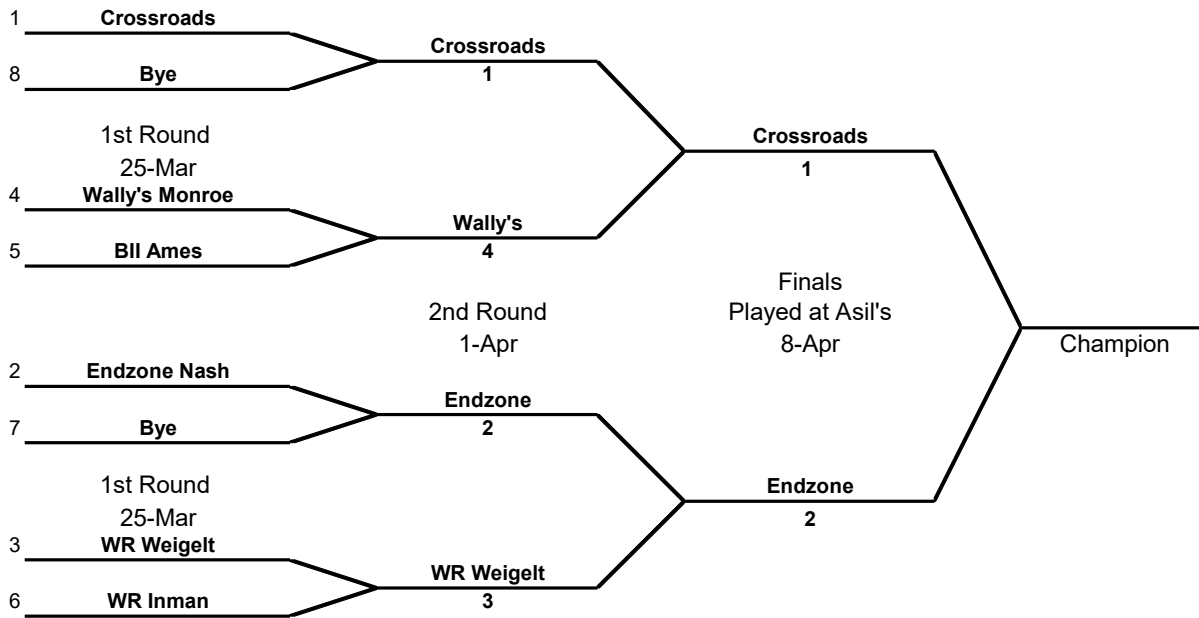 1 Crossroads
8 Bye
1st Round
25-Mar
4 Wally's Monroe
5 BII Ames
2 Endzone Nash
7 Bye
1st Round
25-Mar
3 WR Weigelt
6 WR Inman
Crossroads
1
Wally's
4
2nd Round
1-Apr
Endzone
2
WR Weigelt
3
Crossroads
1
Finals
Played at Asil's
8-Apr
Endzone
2
Champion